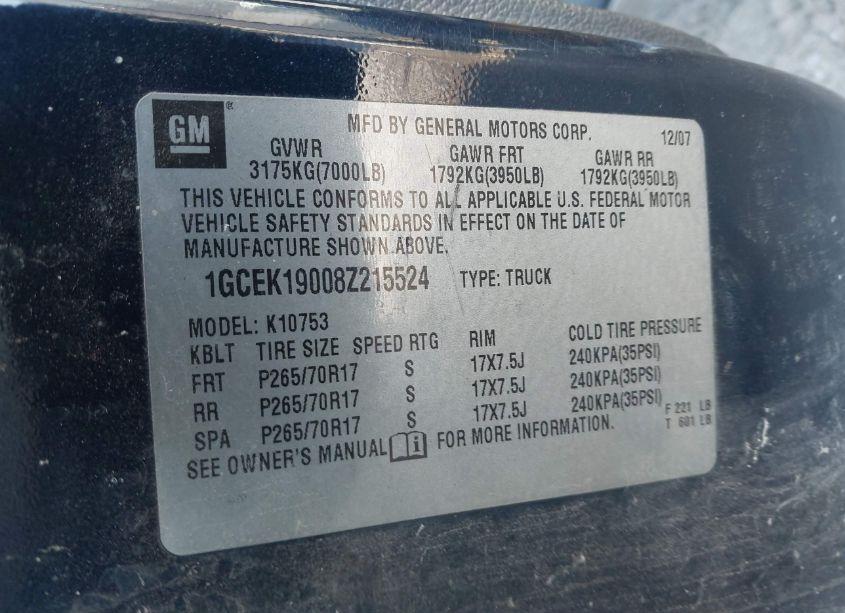 GM ®
MFD BY GENERAL MOTORS CORP. 12/07
GVWR GAWR FRT GAWR RR
3175KG(7000LB) 1792KG(3950LB) 1792KG(3950LB)
THIS VEHICLE CONFORMS TO ALL APPLICABLE U.S. FEDERAL MOTOR
VEHICLE SAFETY STANDARDS IN EFFECT ON THE DATE OF
MANUFACTURE SHOWN ABOVE.
1GCEK19008Z215524 TYPE: TRUCK
MODEL: K10753
KBLT TIRE SIZE SPEED RTG RIM COLD TIRE PRESSURE
FRT P265/70R17 S 17X7.5J 240KPA(35PSI)
RR P265/70R17 S 17X7.5J 240KPA(35PSI)
SPA P265/70R17 S 17X7.5J 240KPA(35PSI)
SEE OWNER'S MANUAL i FOR MORE INFORMATION.
F 221 LB
T 601 LB